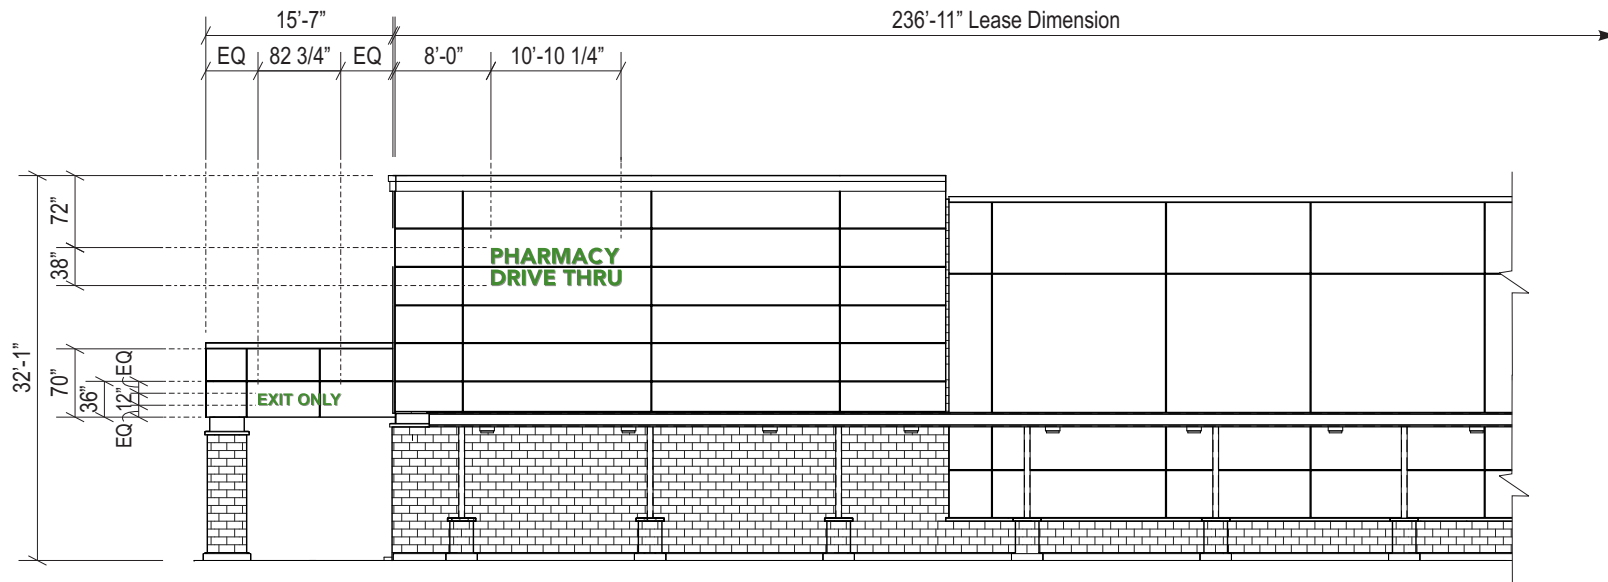 15’-7”
236’-11” Lease Dimension
EQ
82 3/4”
EQ
8’-0”
10’-10 1/4”
72”
38”
32’-1”
70”
36”
EQ
12”
EQ
PHARMACY
DRIVE THRU
EXIT ONLY